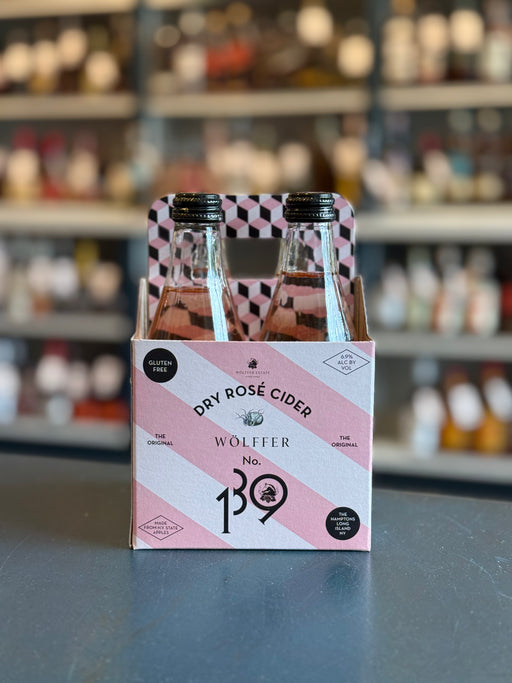 GLUTEN
FREE
WÖLFFER ESTATE
6.9%
ALC BY
VOL
DRY ROSÉ CIDER
THE
ORIGINAL
WÖLFFER
THE
ORIGINAL
No.
139
MADE
FROM NY STATE
APPLES
THE
HAMPTONS
LONG
ISLAND
NY